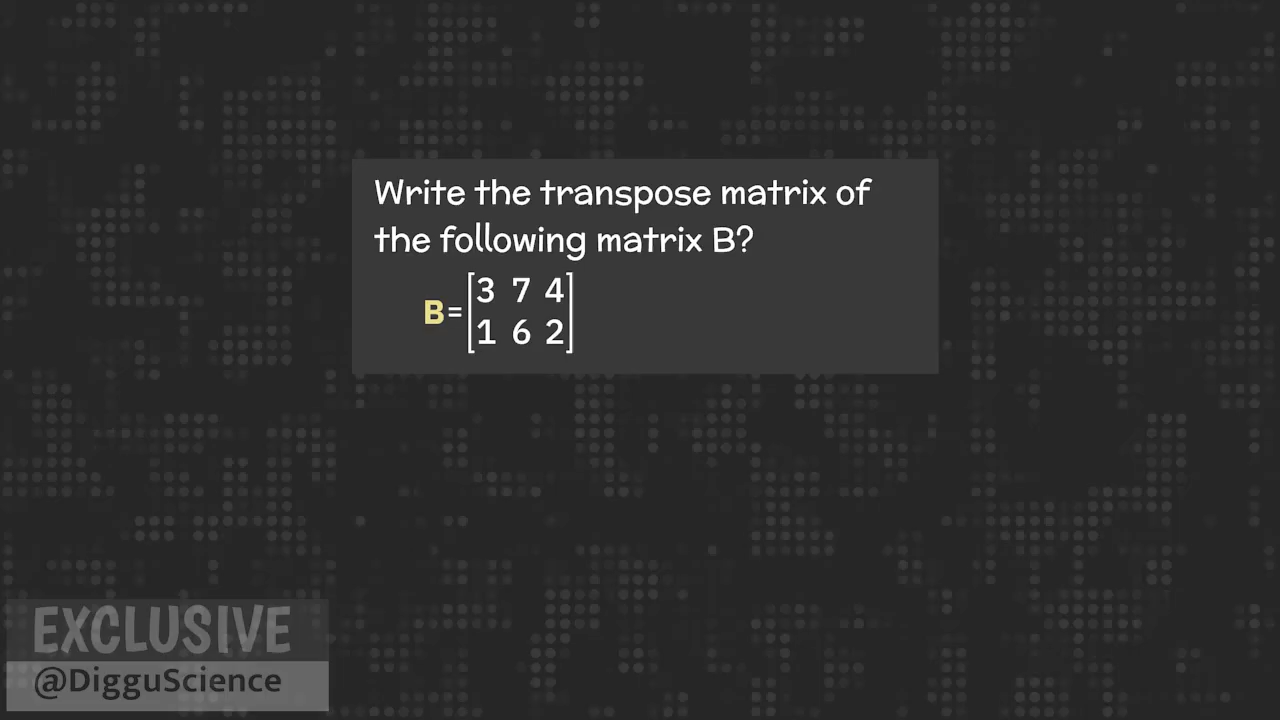 Write the transpose matrix of
the following matrix B?
B=[3 7 4
1 6 2]
EXCLUSIVE
@DigguScience